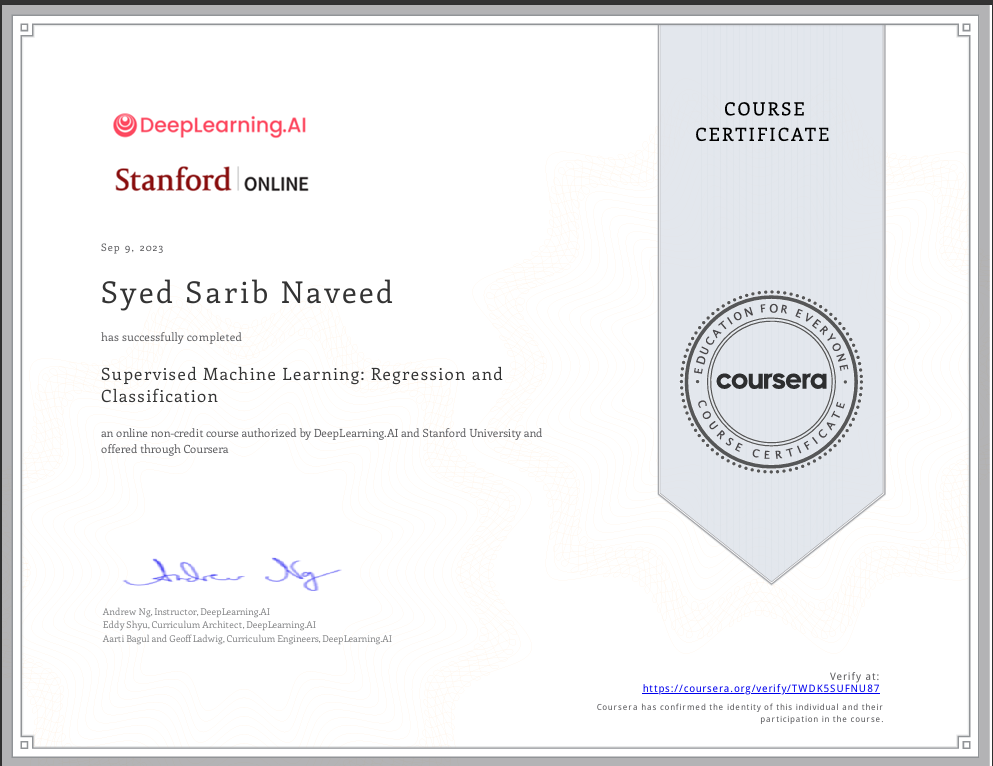 DeepLearning.AI
Stanford | ONLINE
Sep 9, 2023
Syed Sarib Naveed
has successfully completed
Supervised Machine Learning: Regression and
Classification
an online non-credit course authorized by DeepLearning.AI and Stanford University and
offered through Coursera
Andrew Ng
Andrew Ng, Instructor, DeepLearning.AI
Eddy Shyu, Curriculum Architect, DeepLearning.AI
Aarti Bagul and Geoff Ladwig, Curriculum Engineers, DeepLearning.AI
COURSE
CERTIFICATE
EDUCATION FOR EVERYONE
coursera
COURSE CERTIFICATE
Verify at:
https://coursera.org/verify/TWDK5SUFNU87
Coursera has confirmed the identity of this individual and their
participation in the course.